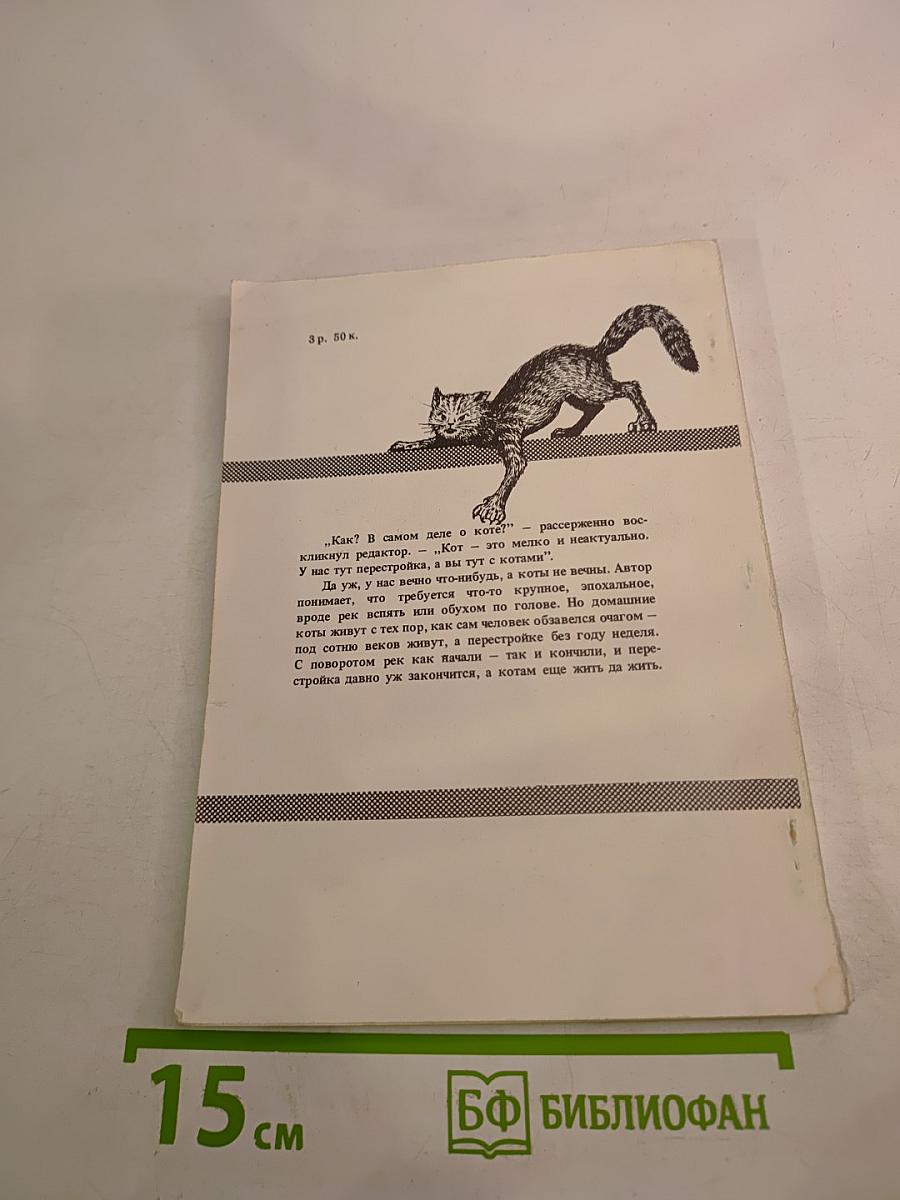 3 р. 50 к.
„Как? В самом деле о коте?” – рассерженно вос-
кликнул редактор. – „Кот – это мелко и неактуально.
У нас тут перестройка, а вы тут с котами”.
Да уж, у нас вечно что-нибудь, а коты не вечны. Автор
понимает, что требуется что-то крупное, эпохальное,
вроде рек вспять или обухом по голове. Но домашние
коты живут с тех пор, как сам человек обзавелся очагом –
под сотню веков живут, а перестройке без году неделя.
С поворотом рек как начали – так и кончили, и пере-
стройка давно уж закончится, а котам еще жить да жить.
15 см
БФ БИБЛИОФАН